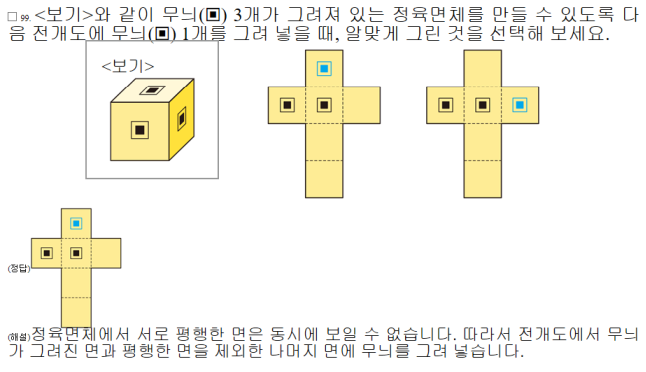 □ 99. <보기>와 같이 무늬(▣) 3개가 그려져 있는 정육면체를 만들 수 있도록 다
음 전개도에 무늬(▣) 1개를 그려 넣을 때, 알맞게 그린 것을 선택해 보세요.
<보기>
(정답)
(해설)정육면체에서 서로 평행한 면은 동시에 보일 수 없습니다. 따라서 전개도에서 무늬
가 그려진 면과 평행한 면을 제외한 나머지 면에 무늬를 그려 넣습니다.